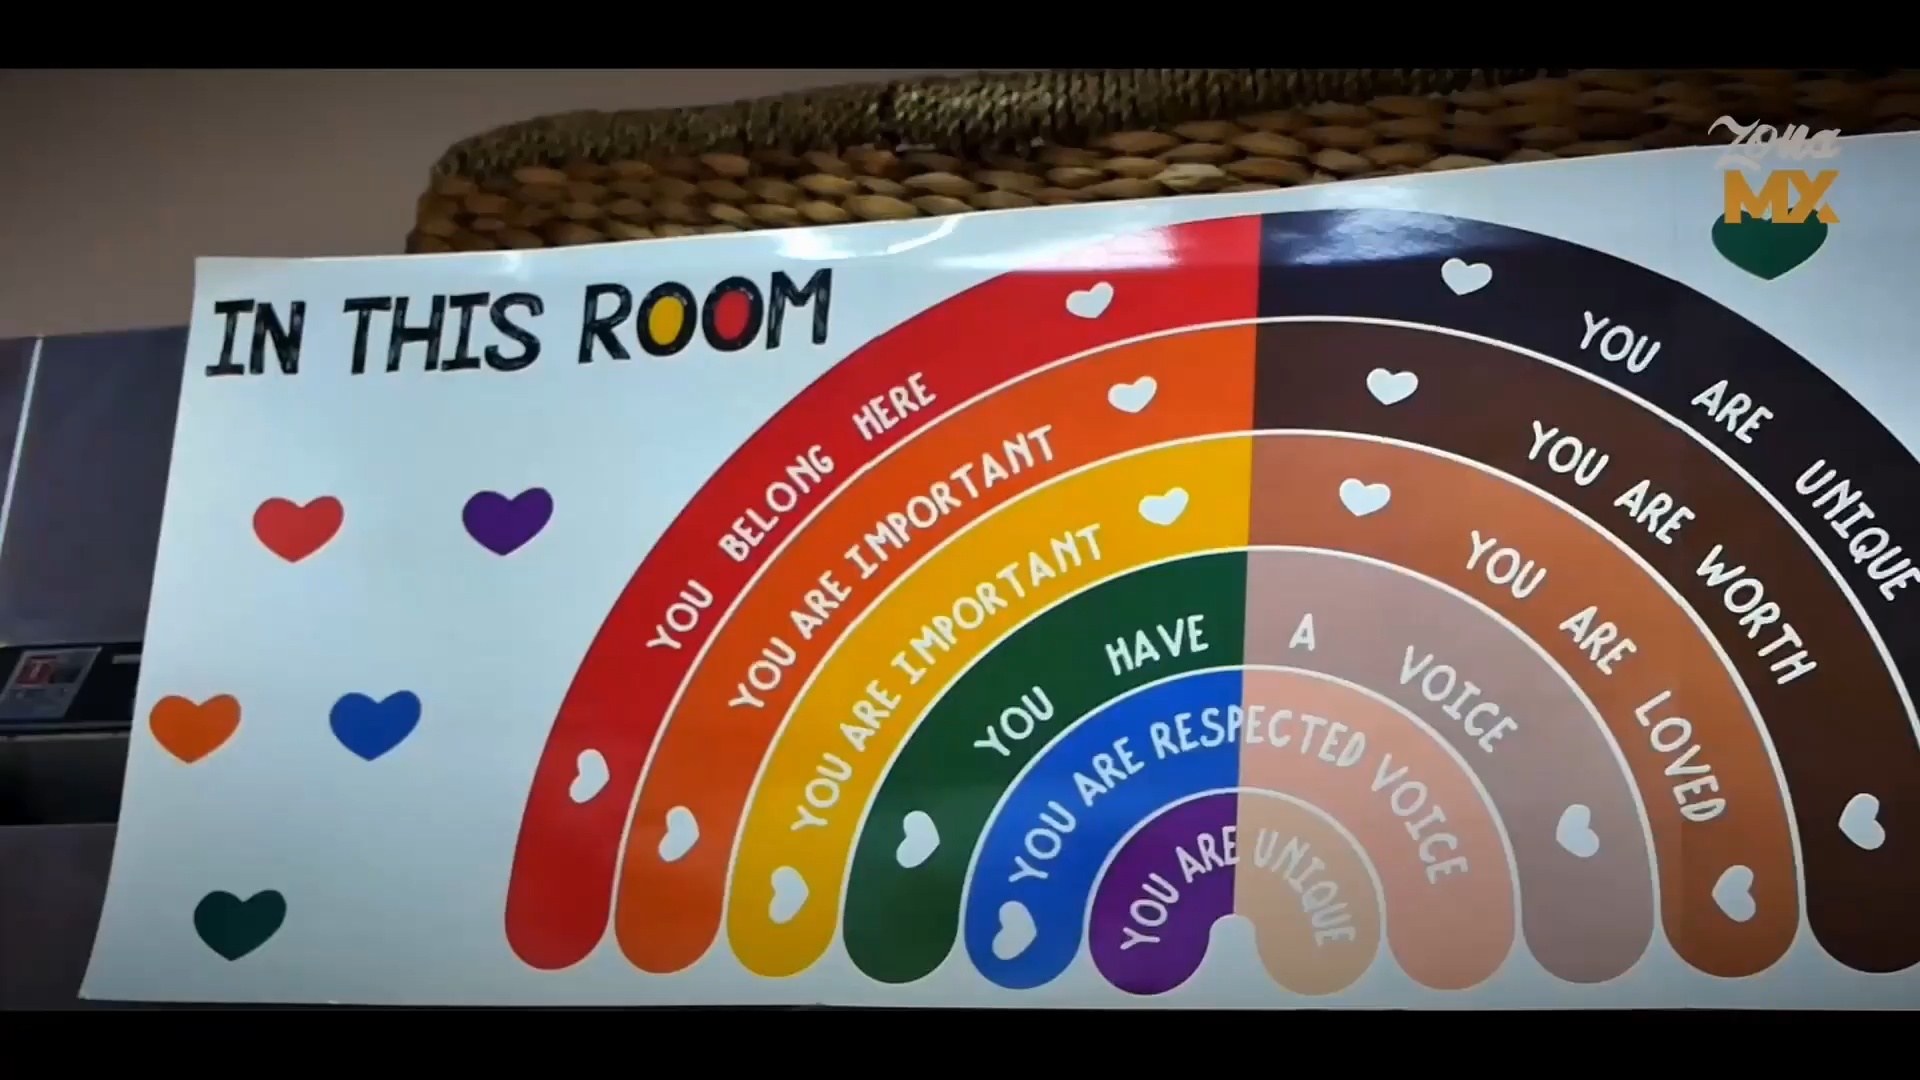 Zona
MX
IN THIS ROOM
YOU BELONG HERE
YOU ARE UNIQUE
YOU ARE IMPORTANT
YOU ARE WORTH
YOU ARE IMPORTANT
YOU ARE LOVED
YOU HAVE A VOICE
YOU ARE RESPECTED VOICE
YOU ARE UNIQUE